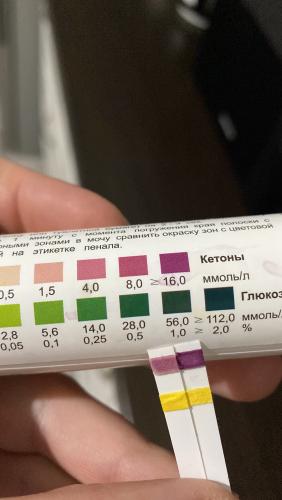 1 минуту с момента погружения края полоски с
зонами в мочу сравнить окраску зон с цветовой
й на этикетке пенала.
Кетоны
0,5 1,5 4,0 8,0 ≥ 16,0 ммоль/л
Глюкоз
2,8 5,6 14,0 28,0 56,0 ≥ 112,0 ммоль/
0,05 0,1 0,25 0,5 1,0 ≥ 2,0 %